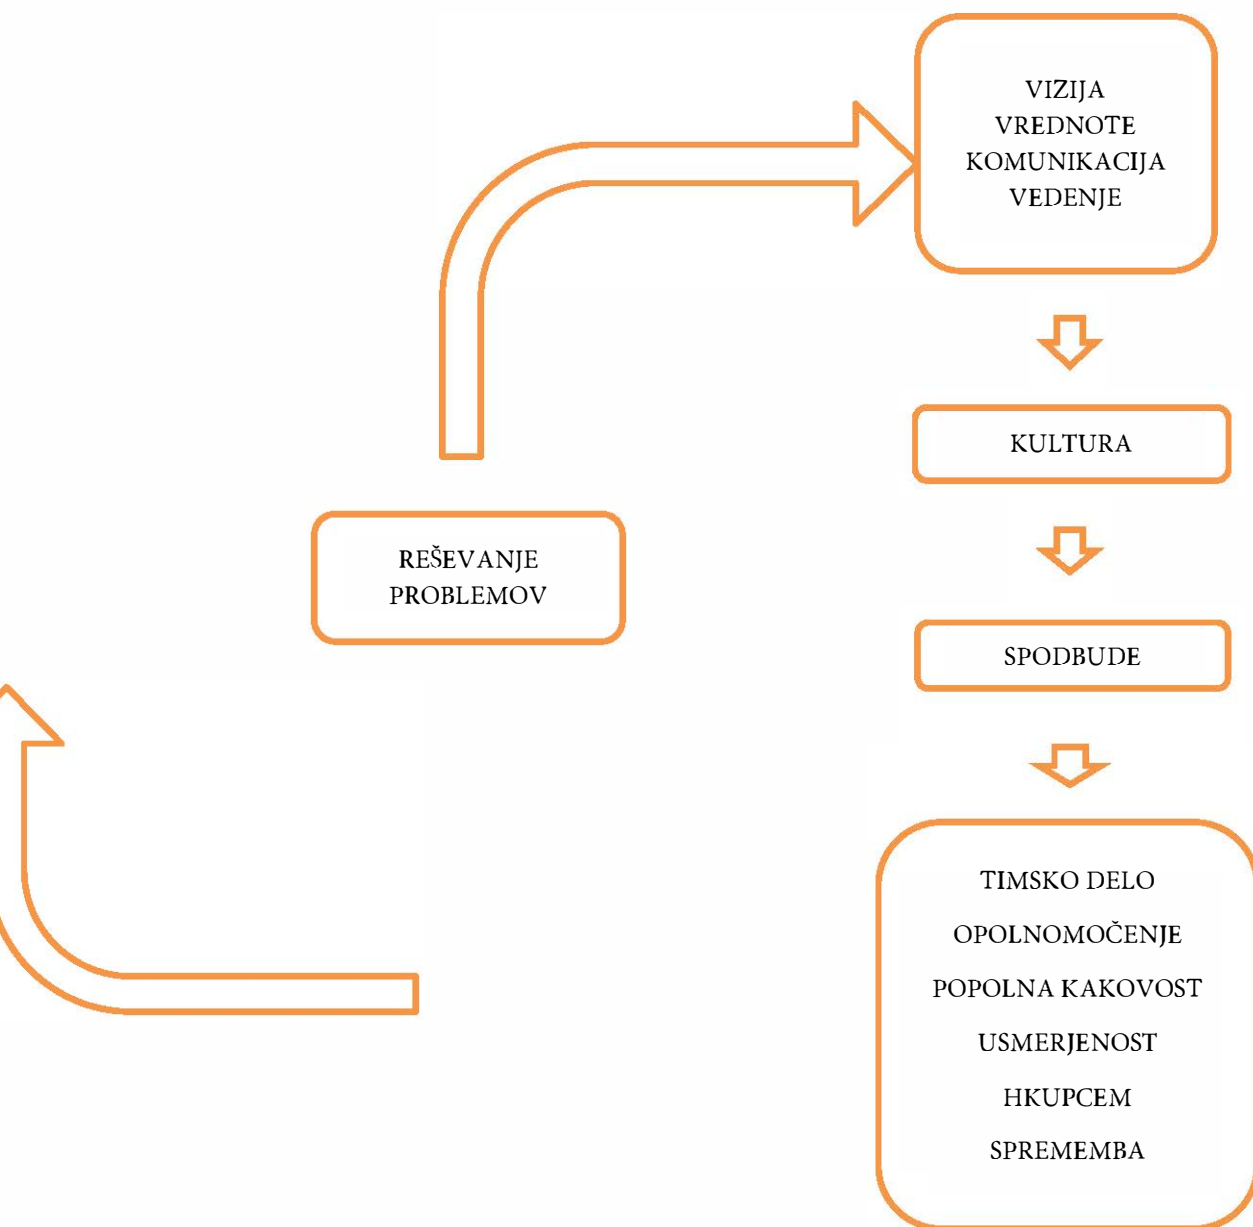 VIZIJA
VREDNOTE
KOMUNIKACIJA
VEDENJE
KULTURA
REŠEVANJE
PROBLEMOV
SPODBUDE
TIMSKO DELO
OPOLNOMOČENJE
POPOLNA KAKOVOST
USMERJENOST
HKUPCEM
SPREMEMBA